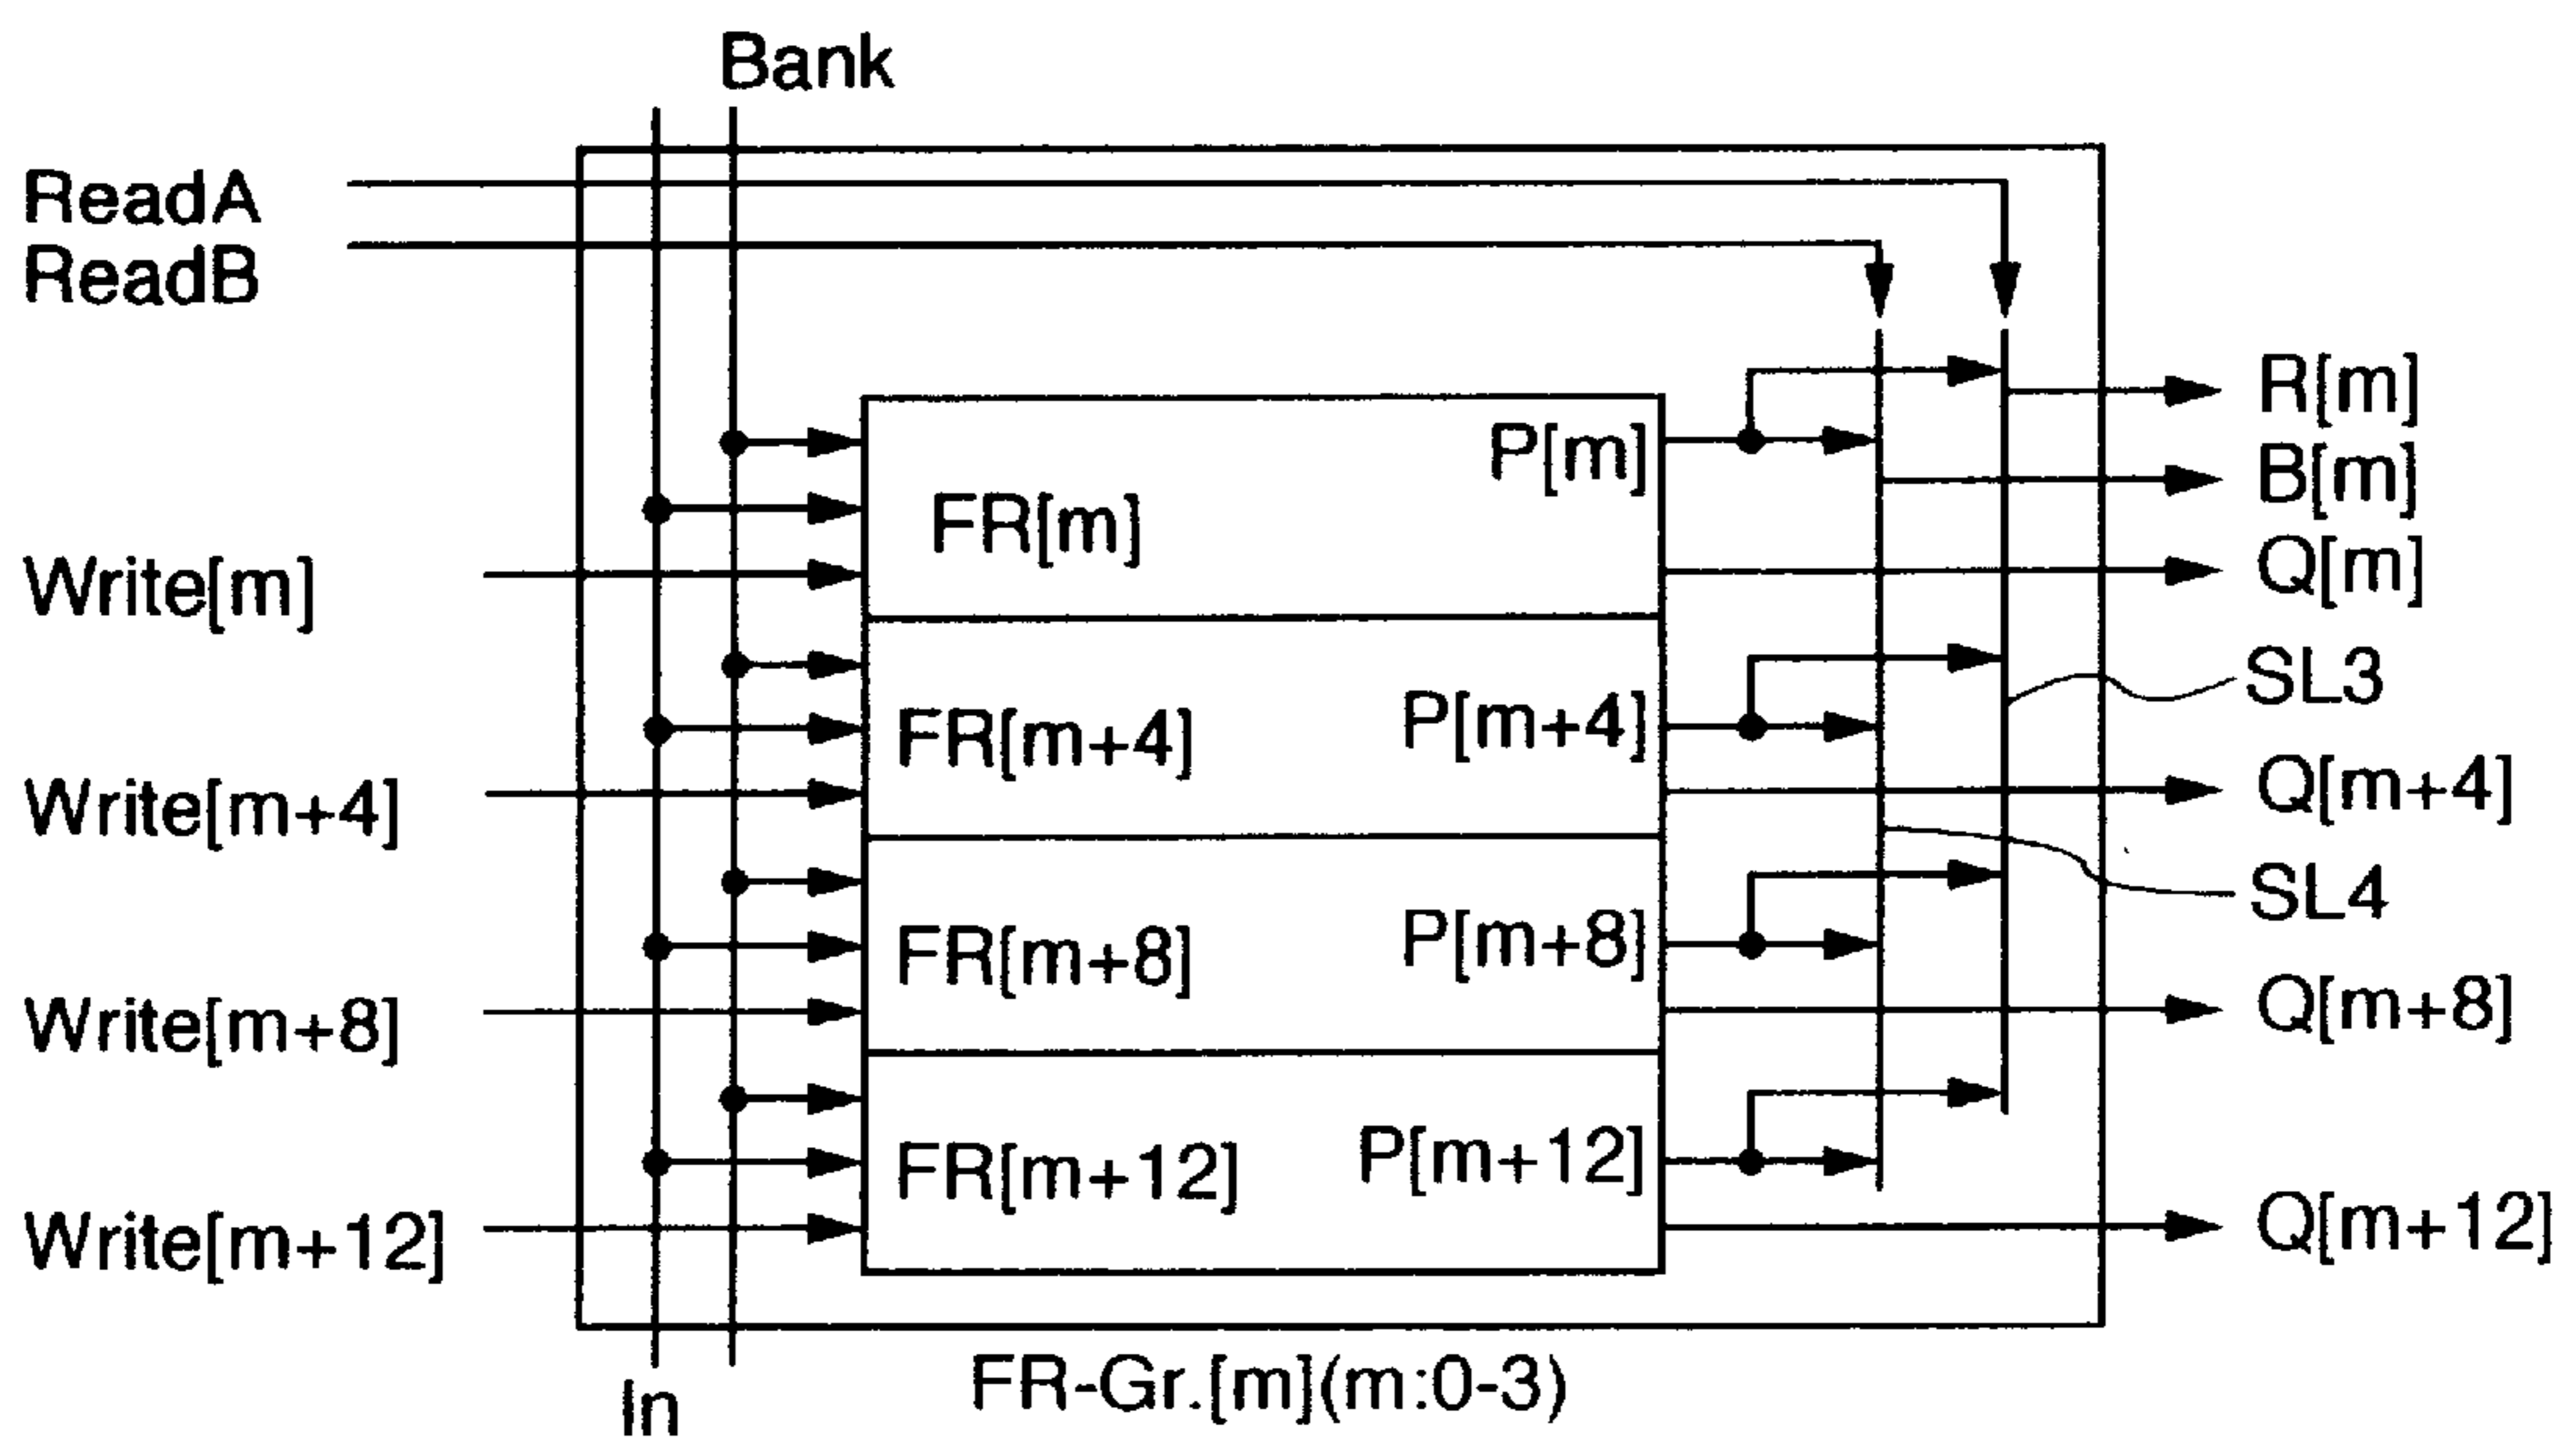 Bank
ReadA
ReadB
R[m]
B[m]
P[m]
FR[m]
Q[m]
Write[m]
SL3
P[m+4]
FR[m+4]
Q[m+4]
Write[m+4]
SL4
P[m+8]
FR[m+8]
Q[m+8]
Write[m+8]
P[m+12]
FR[m+12]
Q[m+12]
Write[m+12]
FR-Gr.[m](m:0-3)
In